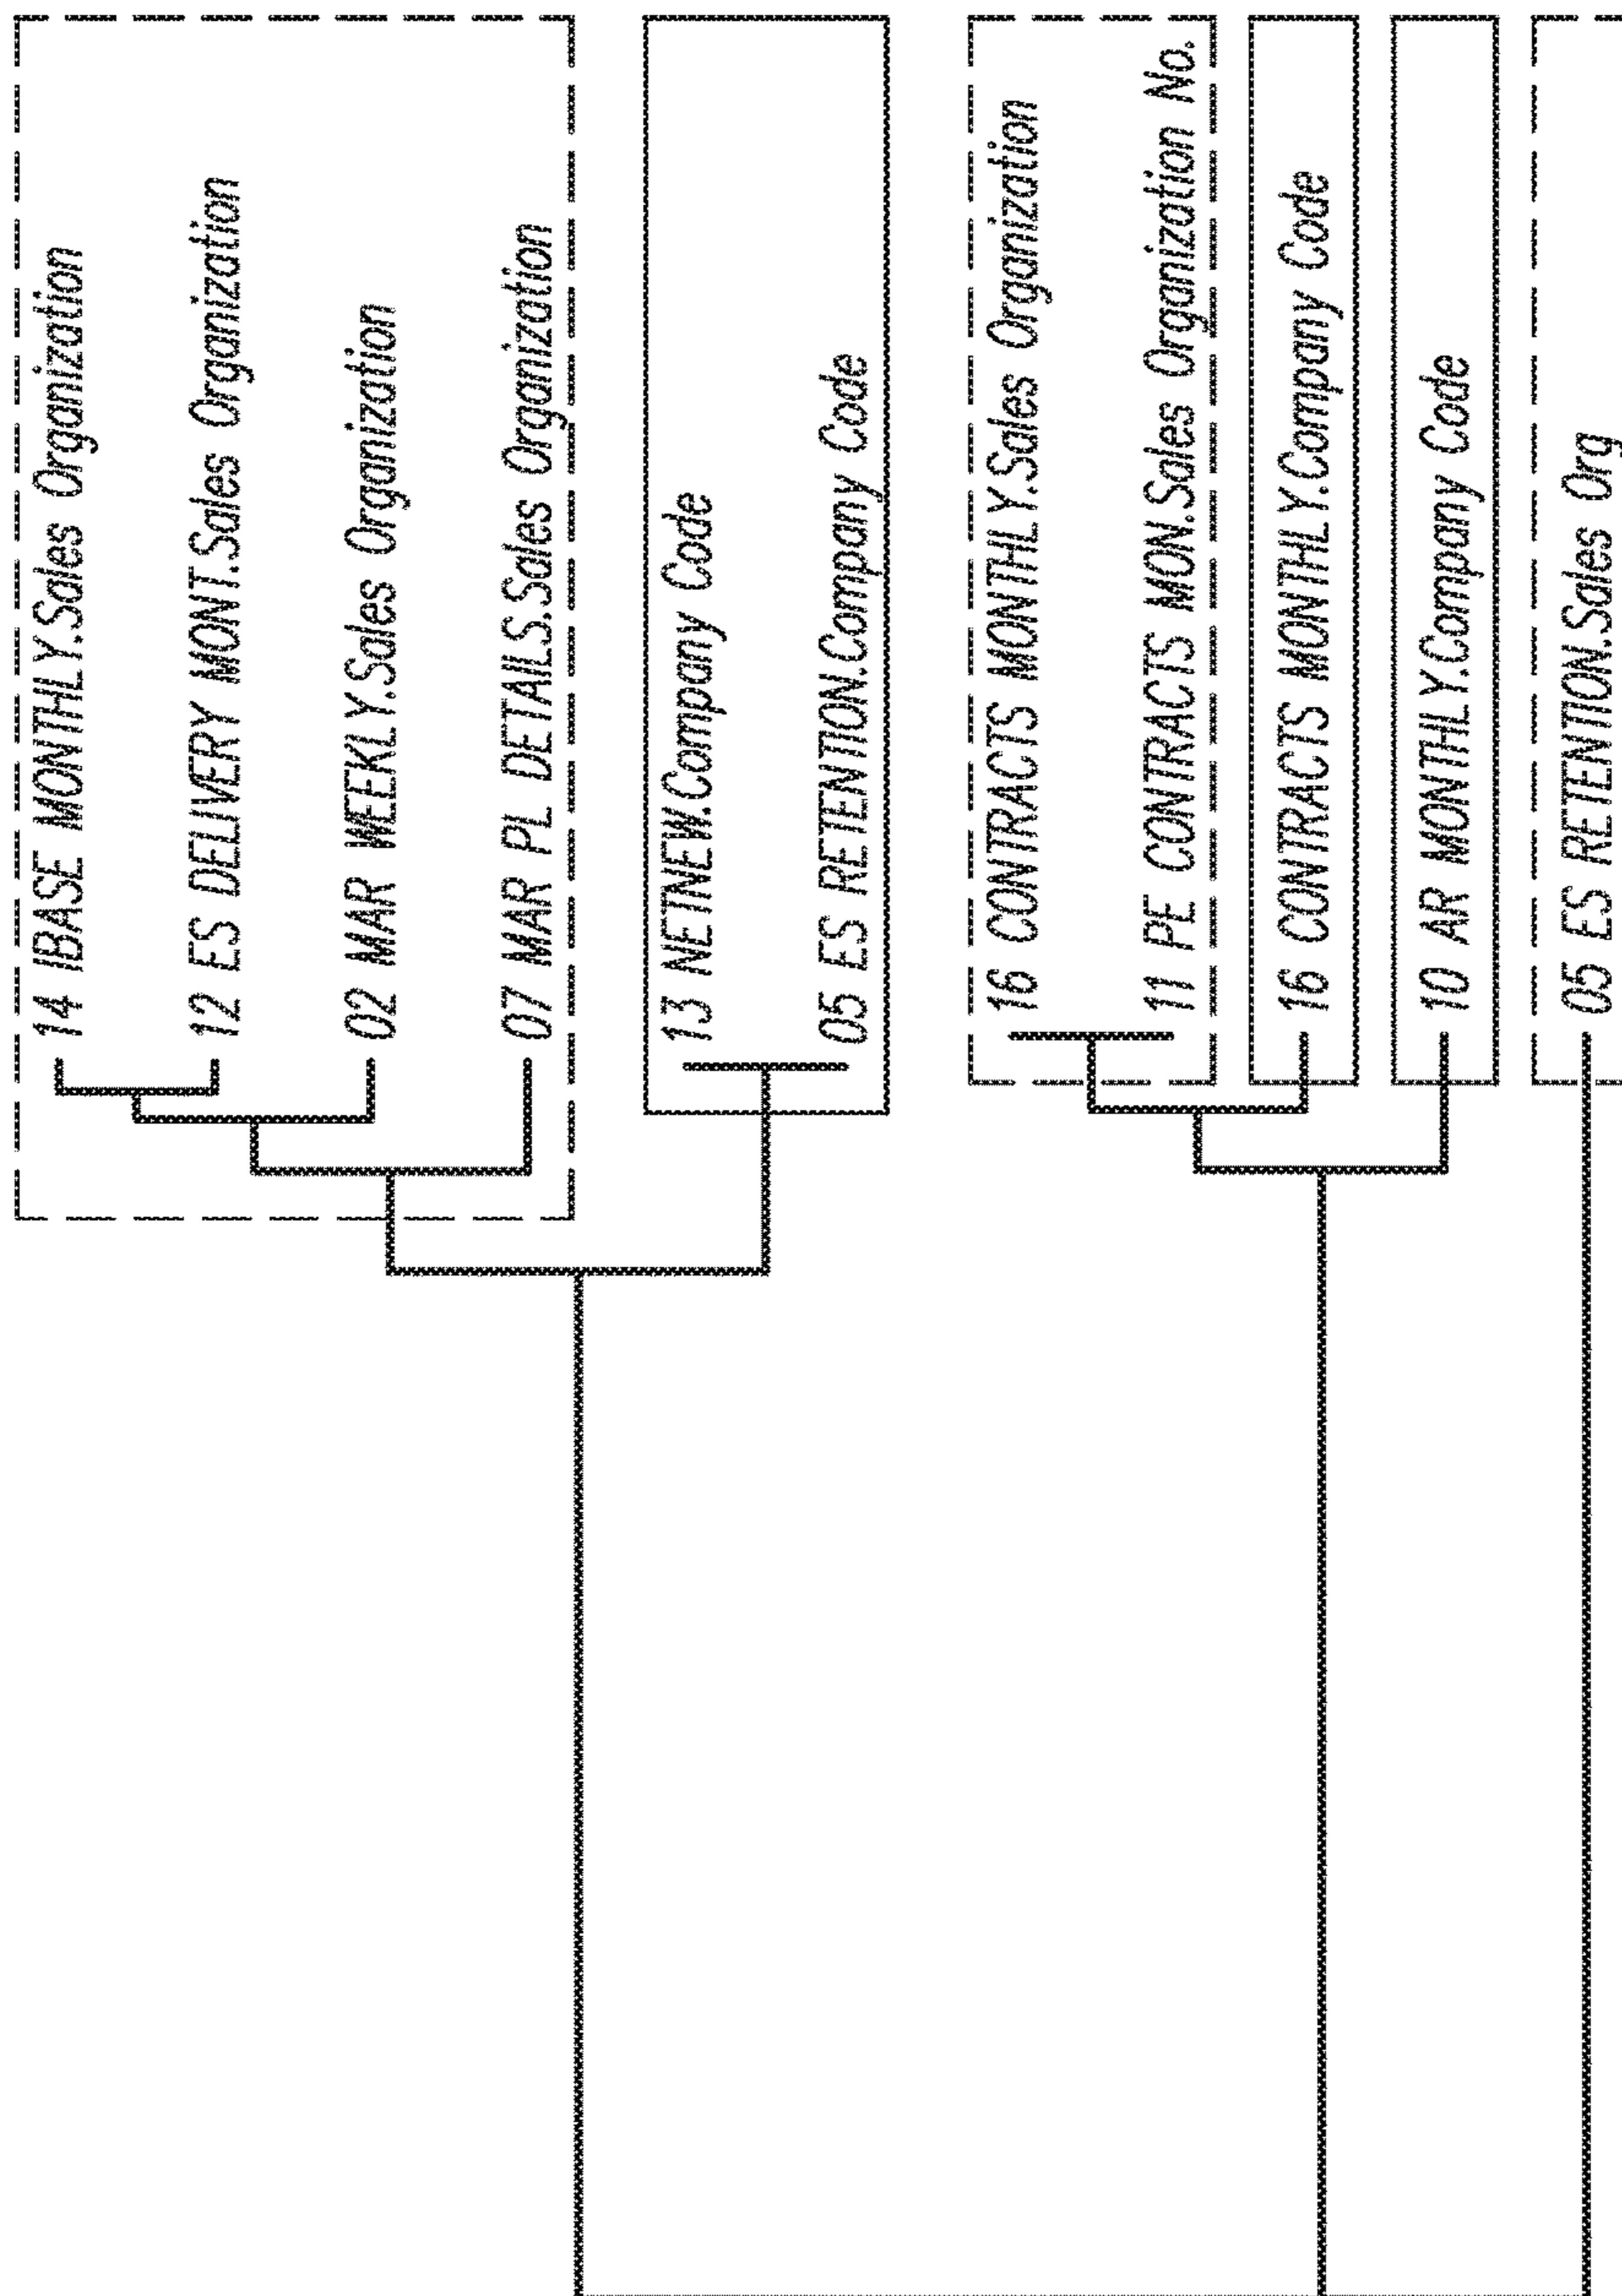 14 IBASE MONTHLY.Sales Organization
12 ES DELIVERY MONT.Sales Organization
02 MAR WEEKLY.Sales Organization
07 MAR PL DETAILS.Sales Organization
13 NETNEW.Company Code
05 ES RETENTION.Company Code
16 CONTRACTS MONTHLY.Sales Organization
11 PE CONTRACTS MON.Sales Organization No.
16 CONTRACTS MONTHLY.Company Code
10 AR MONTHLY.Company Code
05 ES RETENTION.Sales Org